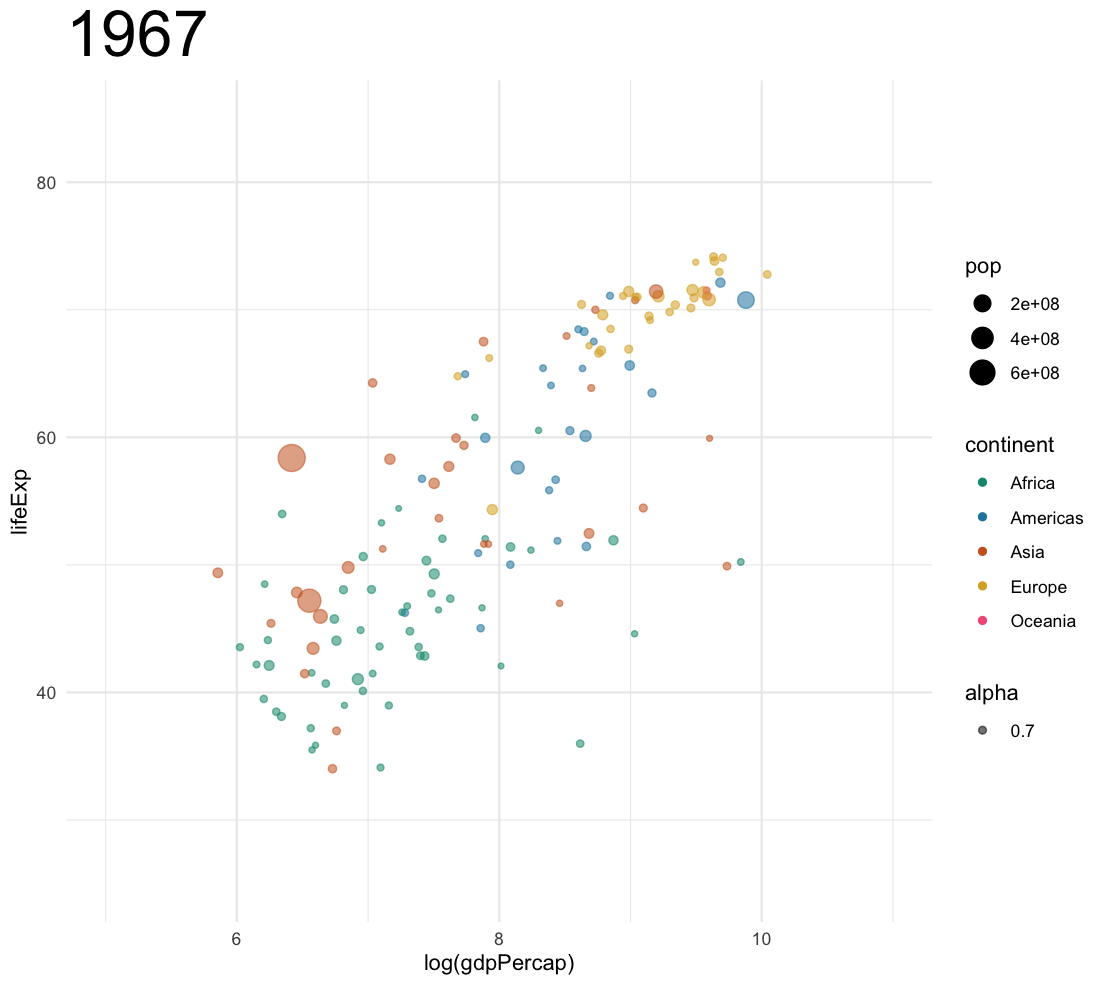 1967
80
60
40
lifeExp
6
8
10
log(gdpPercap)
pop
2e+08
4e+08
6e+08
continent
Africa
Americas
Asia
Europe
Oceania
alpha
0.7